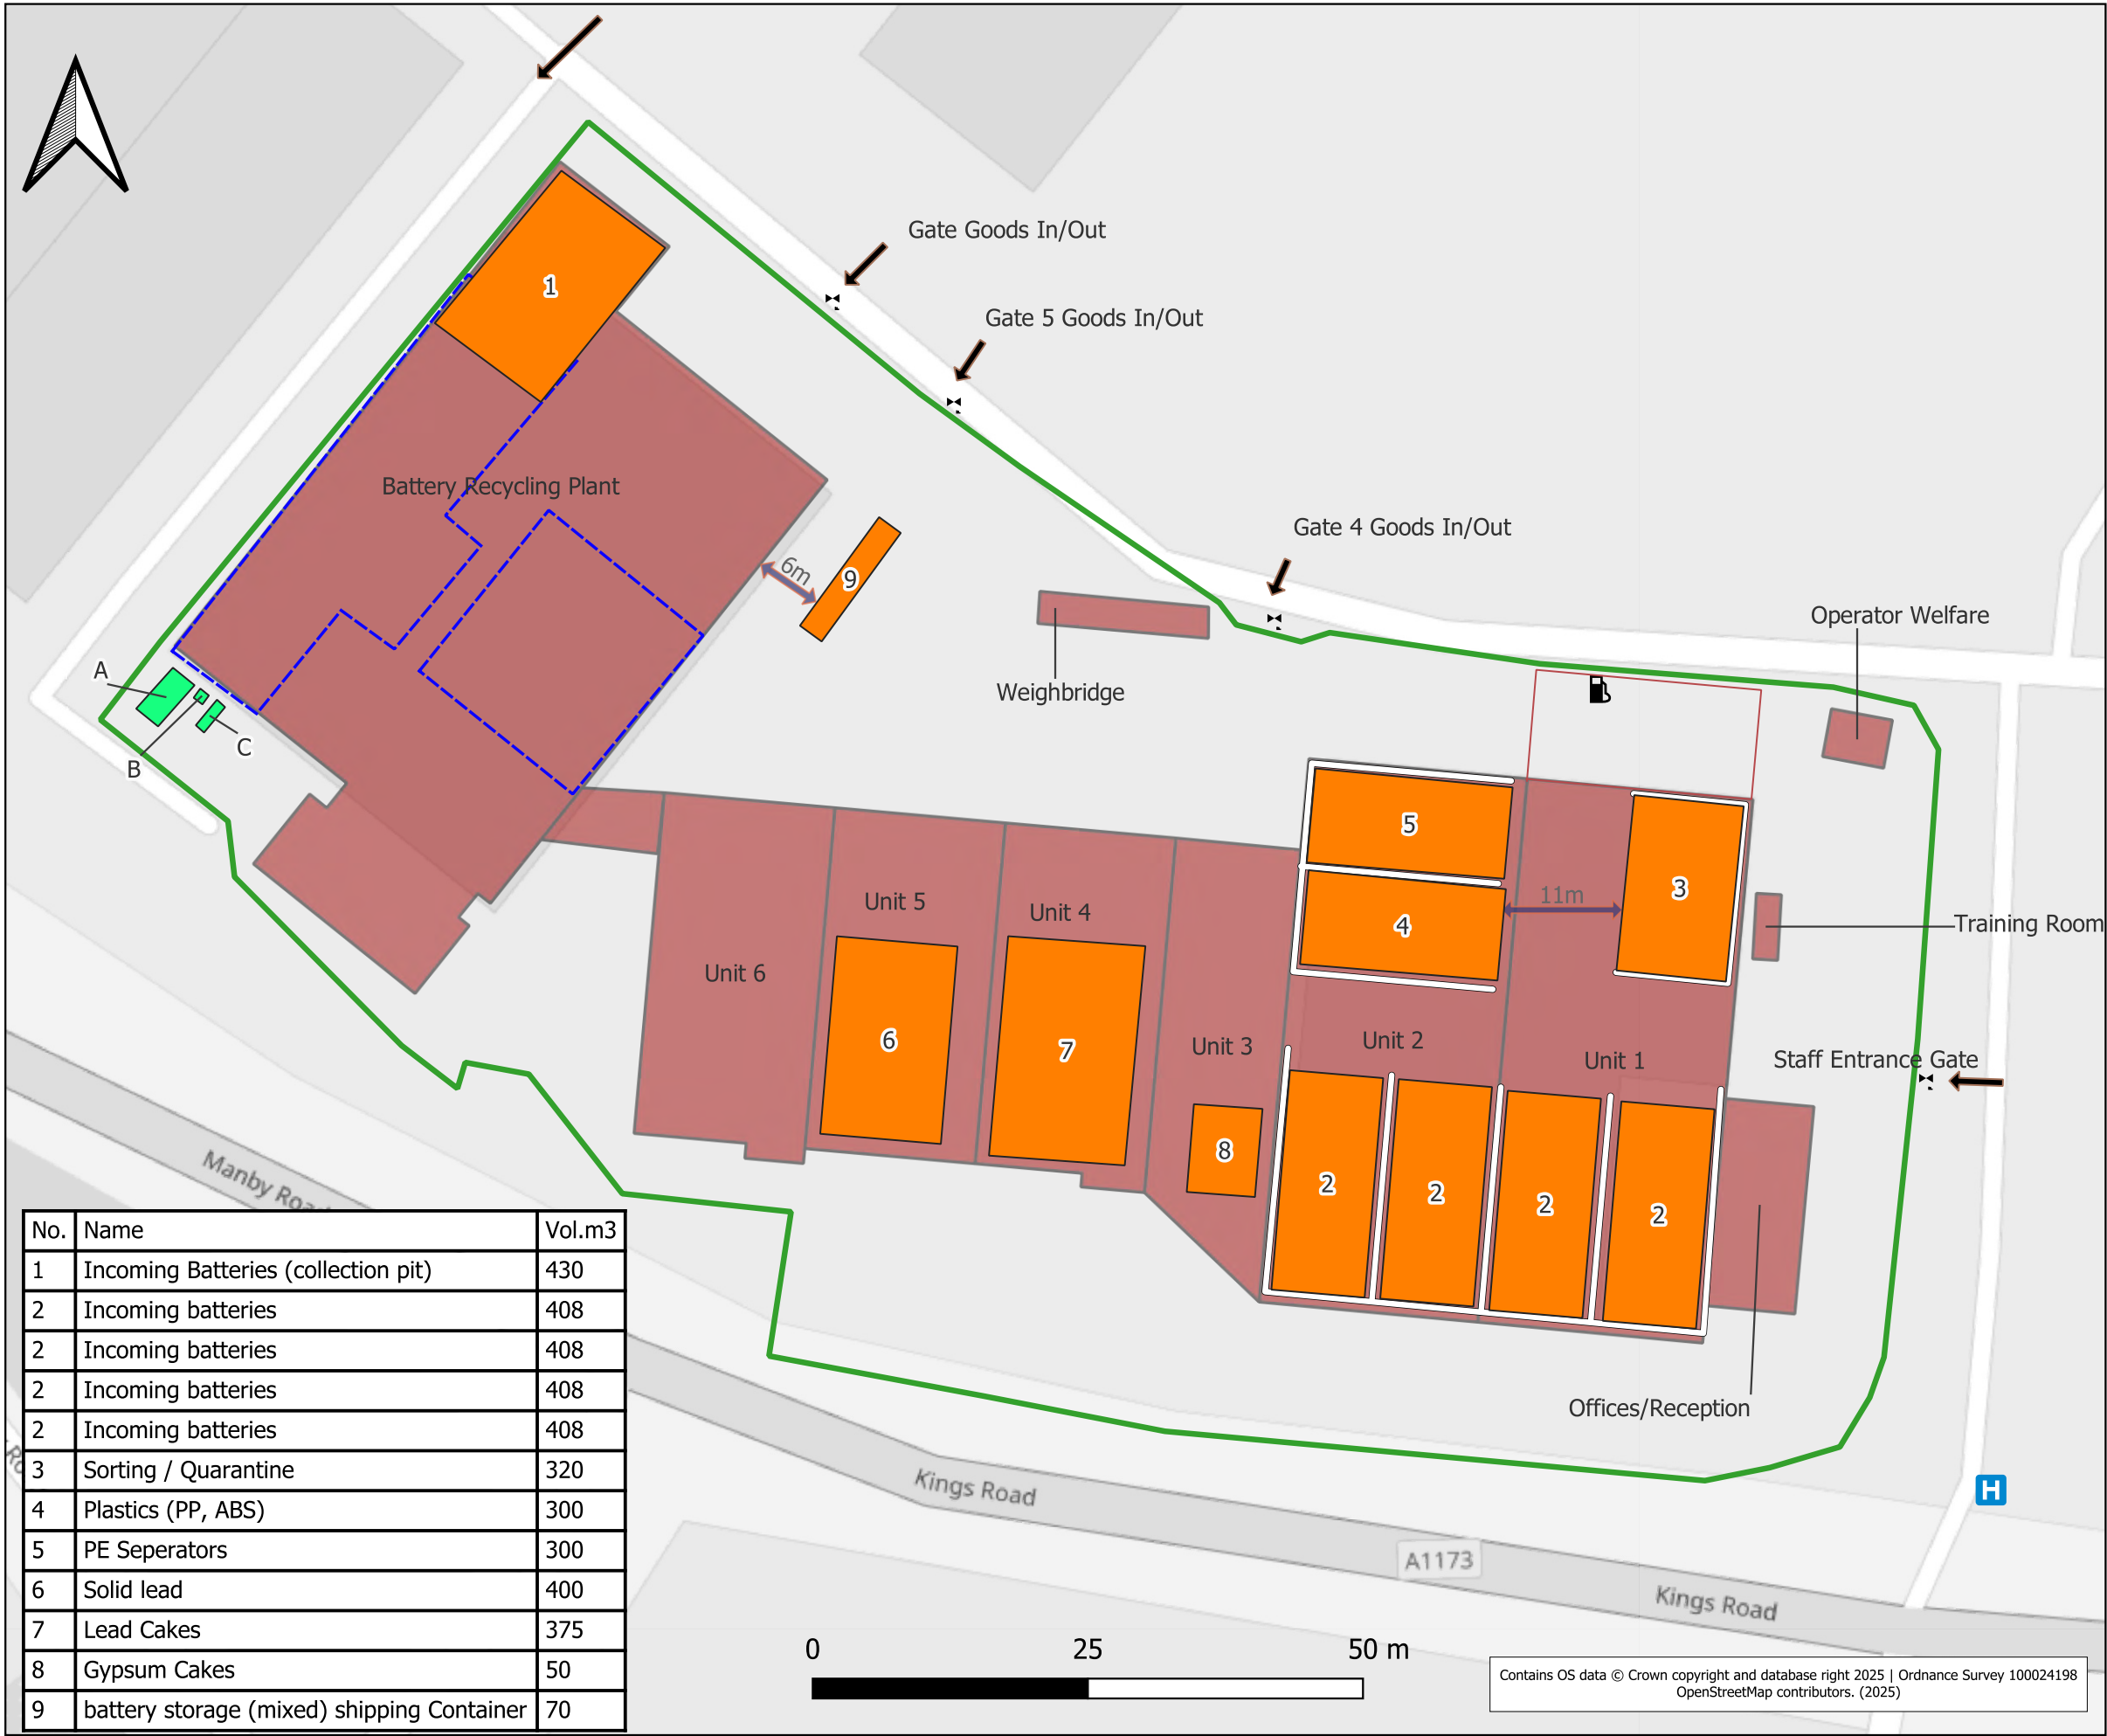 Gate Goods In/Out
Gate 5 Goods In/Out
1
Battery Recycling Plant
Gate 4 Goods In/Out
6m
9
Operator Welfare
A
Weighbridge
C
B
5
Unit 5
Unit 4
11m
3
4
Training Room
Unit 6
6
7
Unit 3
Unit 2
Unit 1
Staff Entrance Gate
8
2
2
2
2
Manby Road
Offices/Reception
No. Name Vol.m3
1 Incoming Batteries (collection pit) 430
2 Incoming batteries 408
2 Incoming batteries 408
2 Incoming batteries 408
2 Incoming batteries 408
3 Sorting / Quarantine 320
4 Plastics (PP, ABS) 300
5 PE Seperators 300
6 Solid lead 400
7 Lead Cakes 375
8 Gypsum Cakes 50
9 battery storage (mixed) shipping Container 70
Kings Road
H
A1173
Kings Road
0 25 50 m
Contains OS data © Crown copyright and database right 2025 | Ordnance Survey 100024198
OpenStreetMap contributors. (2025)